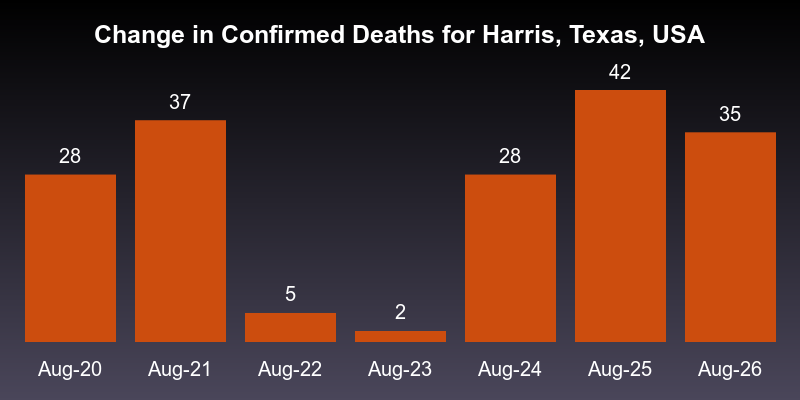 Change in Confirmed Deaths for Harris, Texas, USA
28
37
5
2
28
42
35
Aug-20
Aug-21
Aug-22
Aug-23
Aug-24
Aug-25
Aug-26